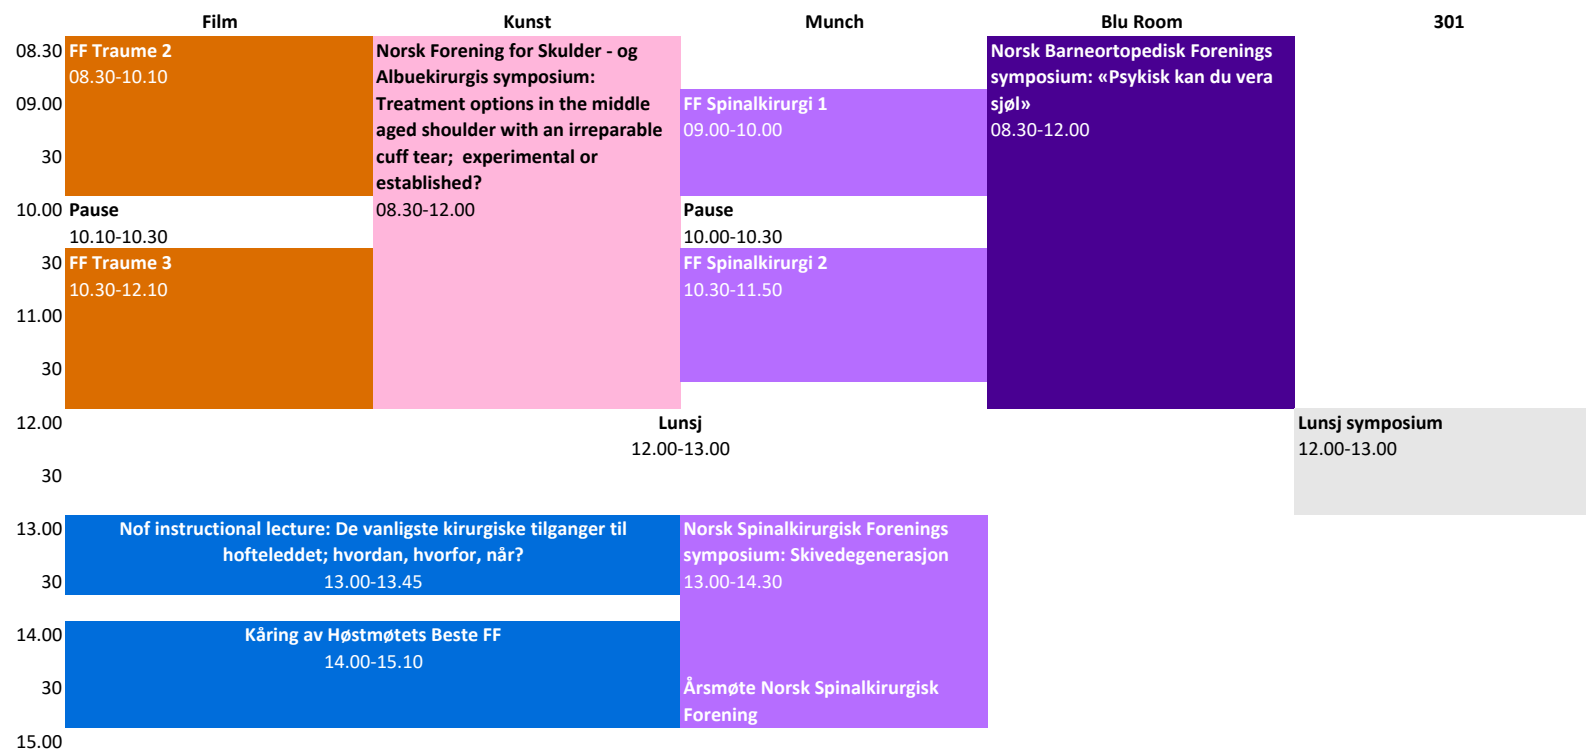 Film Kunst Munch Blu Room 301
08.30
09.00
30
10.00
30
11.00
30
12.00
30
13.00
30
14.00
30
15.00
FF Traume 2
08.30-10.10
Pause
10.10-10.30
FF Traume 3
10.30-12.10
Norsk Forening for Skulder - og
Albuekirurgis symposium:
Treatment options in the middle
aged shoulder with an irreparable
cuff tear;  experimental or
established?
08.30-12.00
FF Spinalkirurgi 1
09.00-10.00
Pause
10.00-10.30
FF Spinalkirurgi 2
10.30-11.50
Norsk Barneortopedisk Forenings
symposium: «Psykisk kan du vera
sjøl»
08.30-12.00
Lunsj
12.00-13.00
Lunsj symposium
12.00-13.00
Nof instructional lecture: De vanligste kirurgiske tilganger til
hofteleddet; hvordan, hvorfor, når?
13.00-13.45
Kåring av Høstmøtets Beste FF
14.00-15.10
Norsk Spinalkirurgisk Forenings
symposium: Skivedegenerasjon
13.00-14.30
Årsmøte Norsk Spinalkirurgisk
Forening